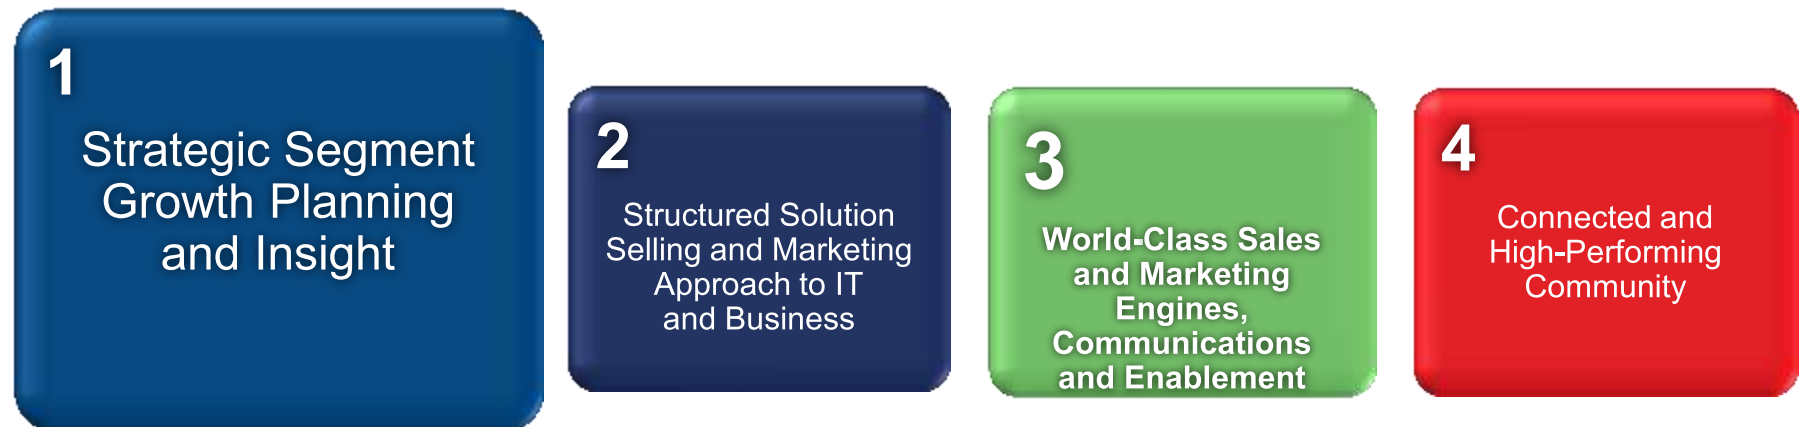 1
Strategic Segment
Growth Planning
and Insight
2
Structured Solution
Selling and Marketing
Approach to IT
and Business
3
World-Class Sales
and Marketing
Engines,
Communications
and Enablement
4
Connected and
High-Performing
Community